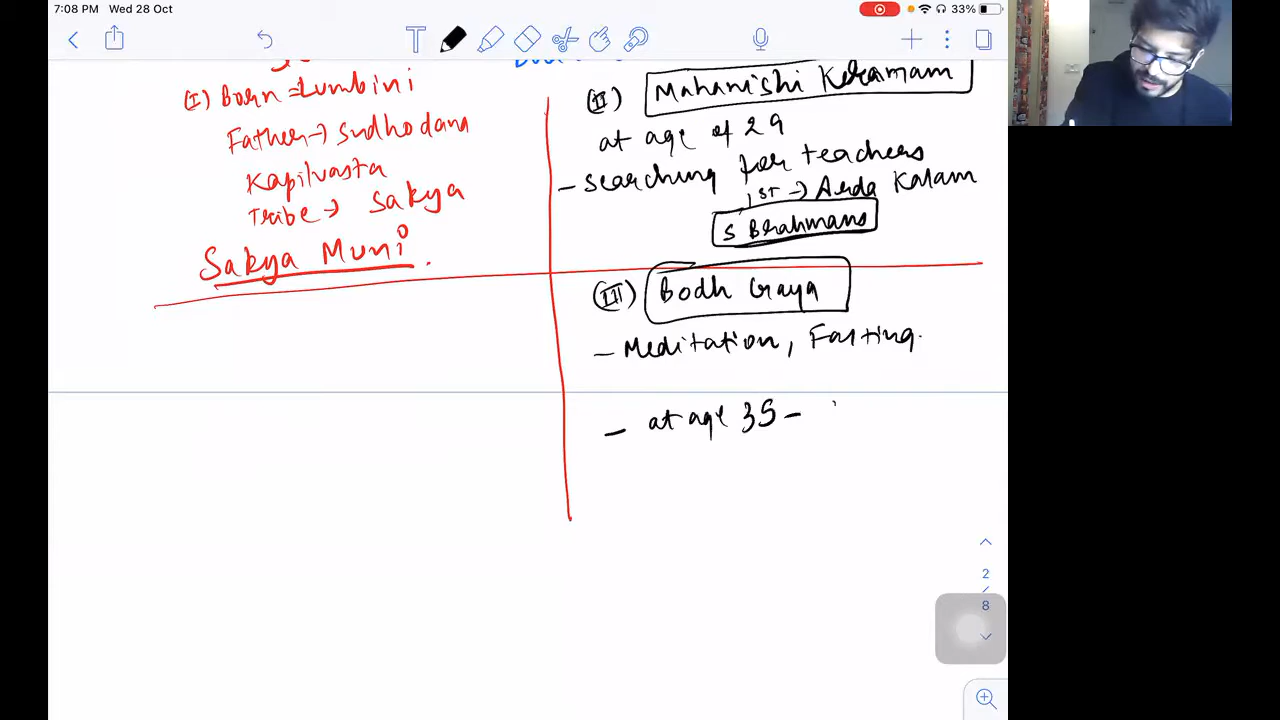 7:08 PM Wed 28 Oct
33%
(I) Born = Lumbini
Father → Sudhodana
Kapilvasta
Tribe → Sakya
Sakya Muni.
(II) Mahanishi Kramam
at age of 29
- Searching for teachers
1st → Arda Kalam
5 Brahmans
(III) Bodh Gaya
- Meditation, Fasting.
- at age 35 -
2
8